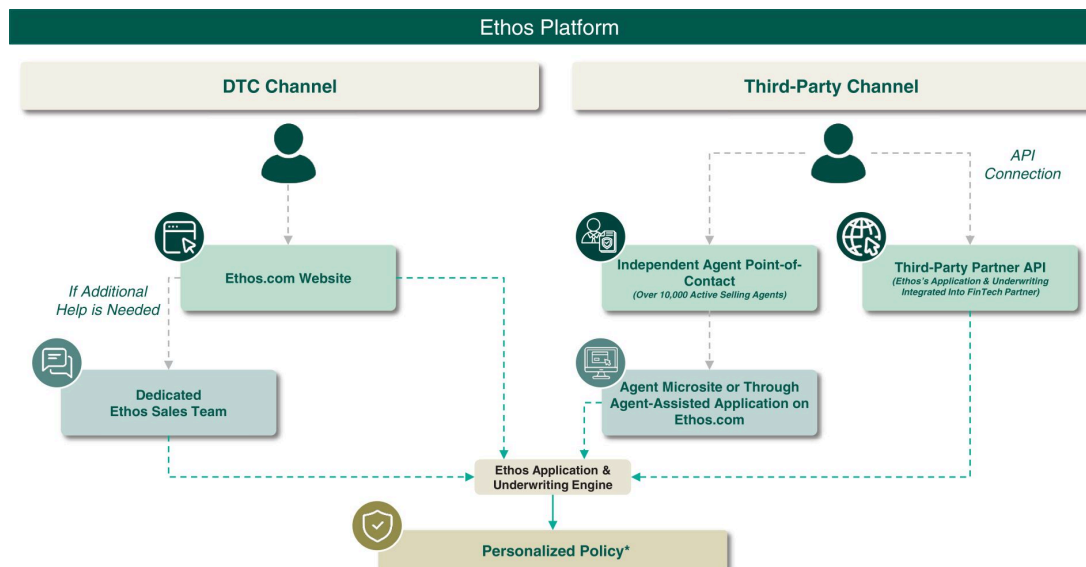 Ethos Platform
DTC Channel
Third-Party Channel
API
Connection
Ethos.com Website
Independent Agent Point-of-
Contact
(Over 10,000 Active Selling Agents)
Third-Party Partner API
(Ethos's Application & Underwriting
Integrated Into FinTech Partner)
If Additional
Help is Needed
Dedicated
Ethos Sales Team
Agent Microsite or Through
Agent-Assisted Application on
Ethos.com
Ethos Application &
Underwriting Engine
Personalized Policy*